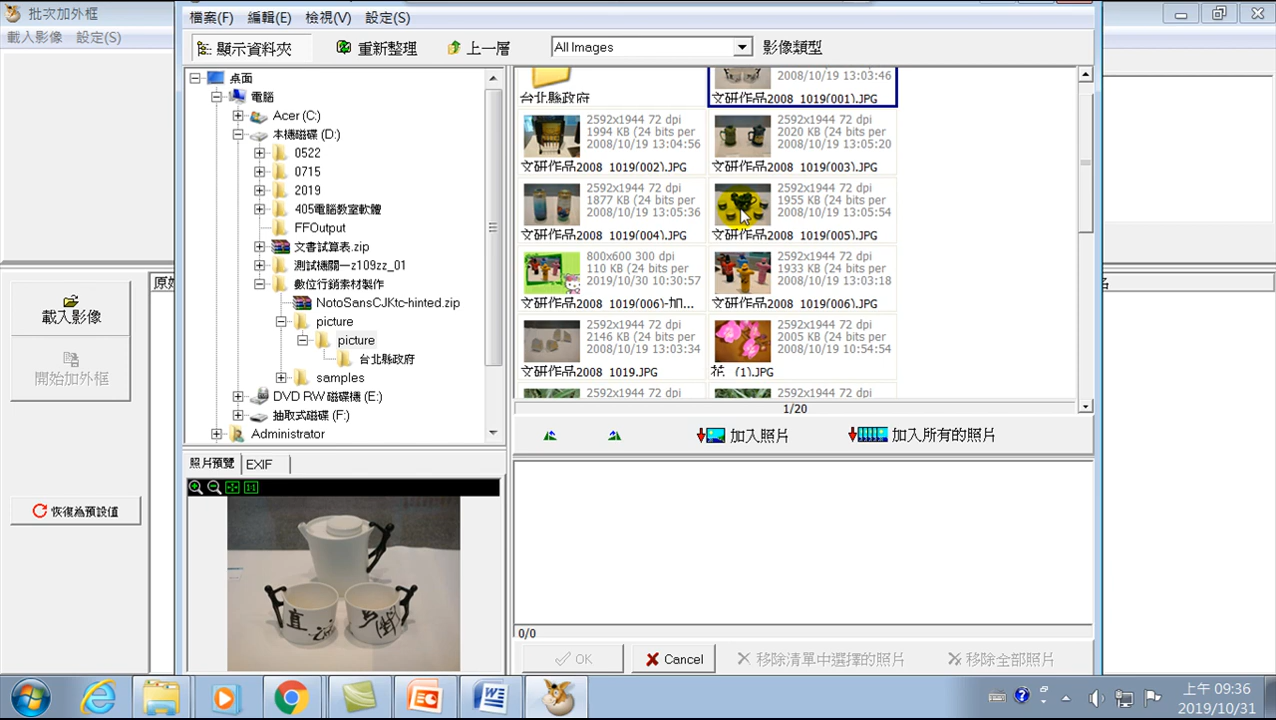 批次加外框
載入影像 設定(S)
檔案(F) 編輯(E) 檢視(V) 設定(S)
顯示資料夾 重新整理 上一層 All Images 影像類型
桌面
電腦
Acer (C:)
本機磁碟 (D:)
0522
0715
2019
405電腦教室軟體
FFOutput
文書試算表.zip
測試機關一z109zz_01
數位行銷素材製作
NotoSansCJKtc-hinted.zip
picture
picture
台北縣政府
samples
DVD RW 磁碟機 (E:)
抽取式磁碟 (F:)
Administrator
台北縣政府
2008/10/19 13:03:46
文研作品2008 1019(001).JPG
2592x1944 72 dpi
1994 KB (24 bits per
2008/10/19 13:04:56
文研作品2008 1019(002).JPG
2592x1944 72 dpi
2020 KB (24 bits per
2008/10/19 13:05:20
文研作品2008 1019(003).JPG
2592x1944 72 dpi
1877 KB (24 bits per
2008/10/19 13:05:36
文研作品2008 1019(004).JPG
2592x1944 72 dpi
1955 KB (24 bits per
2008/10/19 13:05:54
文研作品2008 1019(005).JPG
800x600 300 dpi
110 KB (24 bits per
2019/10/30 10:30:57
文研作品2008 1019(006)-加...
2592x1944 72 dpi
1933 KB (24 bits per
2008/10/19 13:03:18
文研作品2008 1019(006).JPG
2592x1944 72 dpi
2146 KB (24 bits per
2008/10/19 13:03:34
文研作品2008 1019.JPG
2592x1944 72 dpi
2005 KB (24 bits per
2008/10/19 10:54:54
花 (1).JPG
2592x1944 72 dpi
2592x1944 72 dpi
1/20
加入照片 加入所有的照片
載入影像
開始加外框
恢復為預設值
照片預覽 EXIF
0/0
OK Cancel 移除清單中選擇的照片 移除全部照片
上午 09:36
2019/10/31